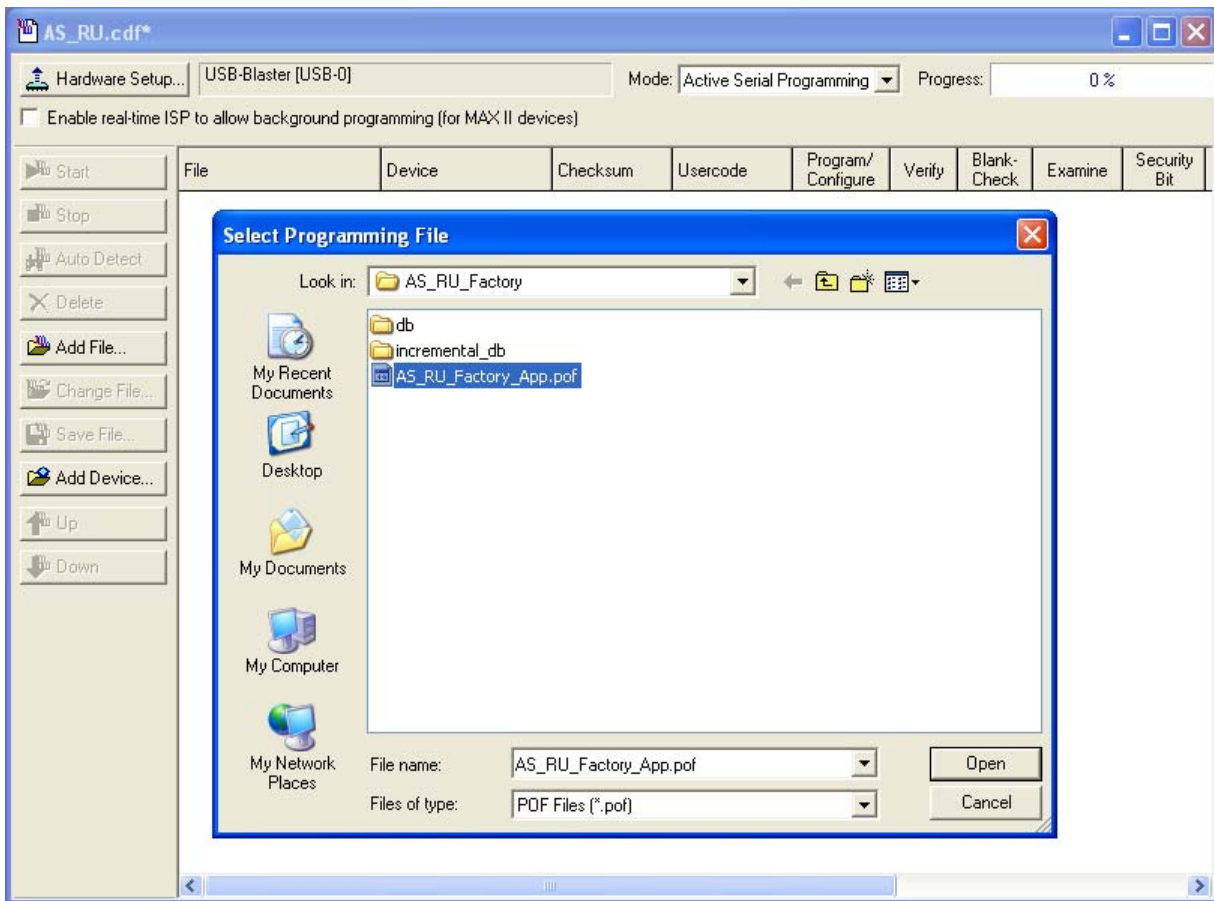 AS_RU.cdf*
Hardware Setup... USB-Blaster [USB-0] Mode: Active Serial Programming Progress: 0 %
Enable real-time ISP to allow background programming (for MAX II devices)
Start
Stop
Auto Detect
Delete
Add File...
Change File...
Save File...
Add Device...
Up
Down
File Device Checksum Usercode Program/ Configure Verify Blank- Check Examine Security Bit
Select Programming File
Look in: AS_RU_Factory
My Recent Documents
Desktop
My Documents
My Computer
My Network Places
db
incremental_db
AS_RU_Factory_App.pof
File name: AS_RU_Factory_App.pof Open
Files of type: POF Files (*.pof) Cancel